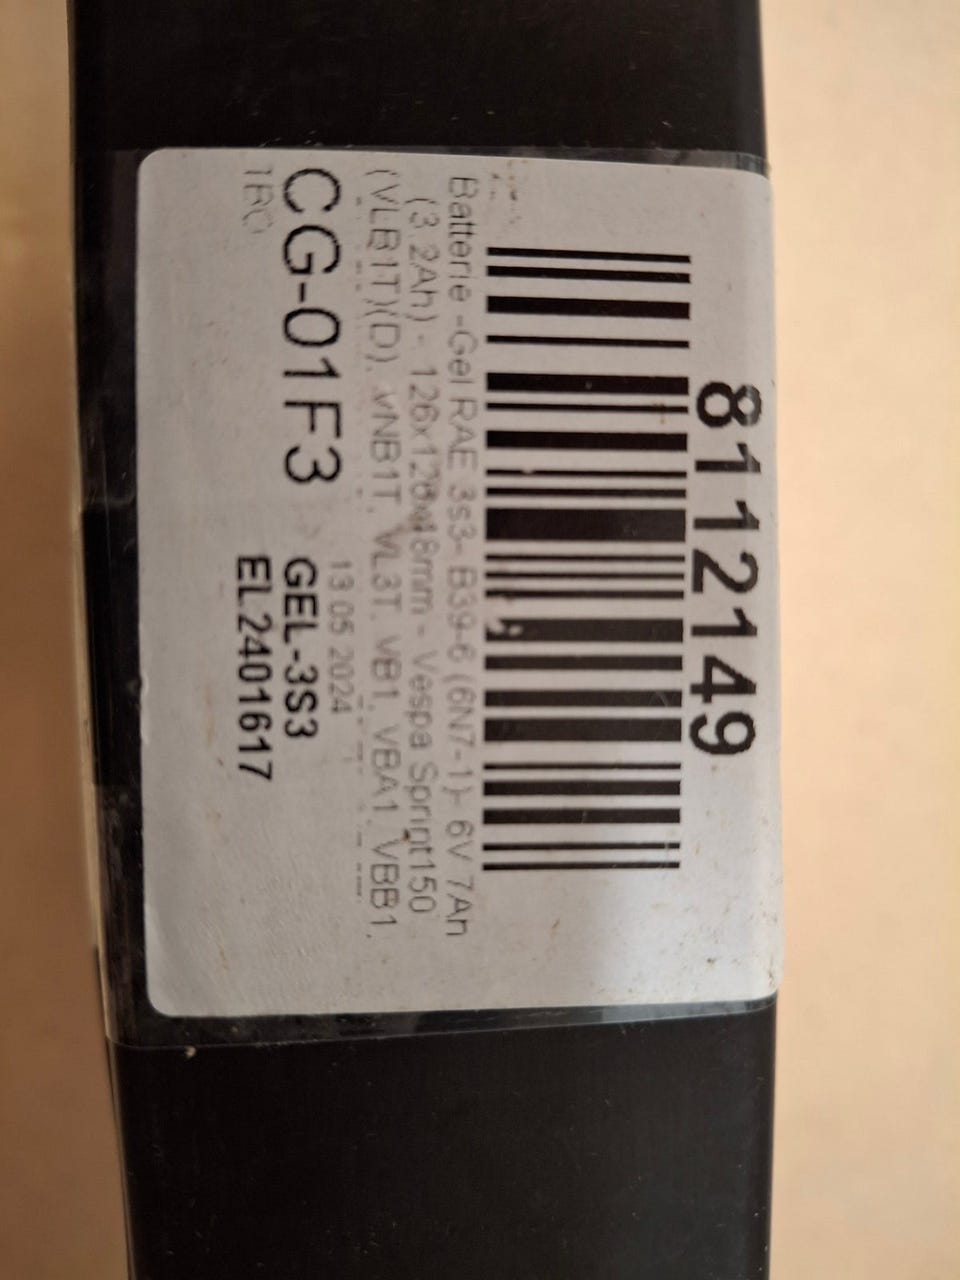 8112149
Batterie -Gel RAE 3s3- B39-6 (6N7-1)- 6V 7Ah
(3.2Ah) - 126x126x48mm - Vespa Sprint150
(VLB1T)(D), VNB1T, VL3T, VB1, VBA1, VBB1,
13.05.2024
CG-01F3 GEL-3S3
EL2401617